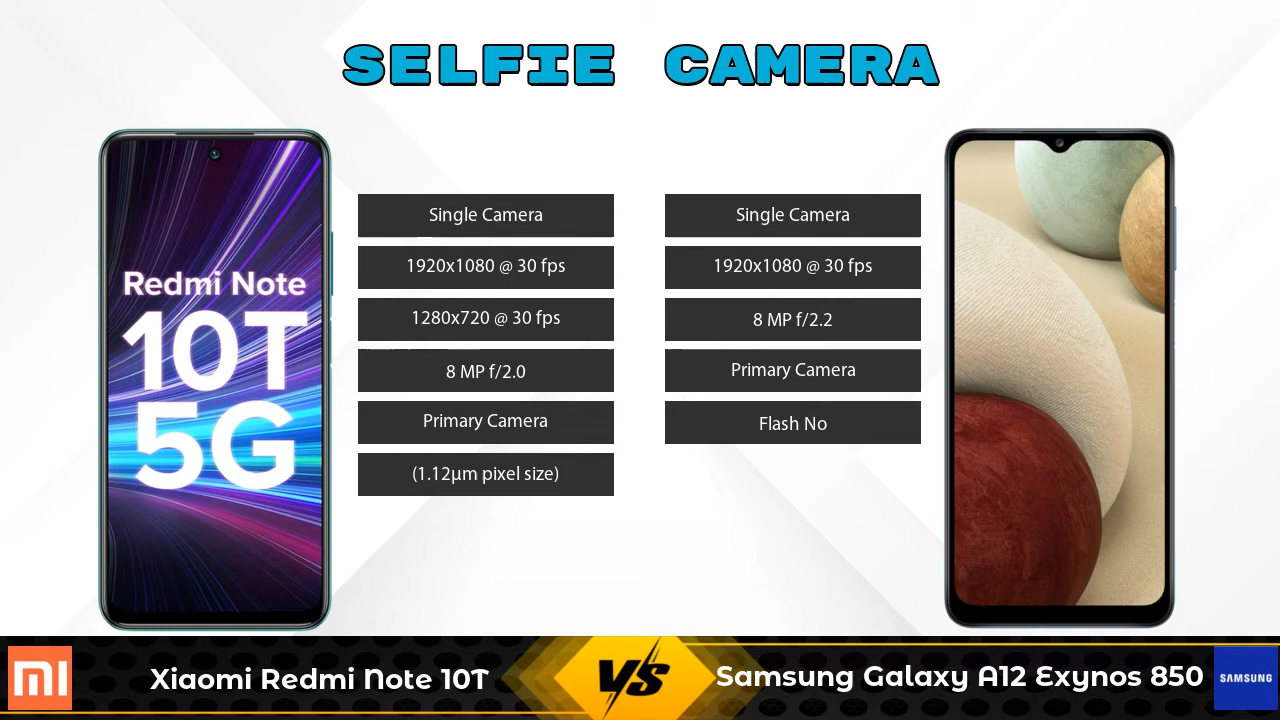 SELFIE CAMERA
Redmi Note
10T
5G
Single Camera
1920x1080 @ 30 fps
1280x720 @ 30 fps
8 MP f/2.0
Primary Camera
(1.12µm pixel size)
Single Camera
1920x1080 @ 30 fps
8 MP f/2.2
Primary Camera
Flash No
MI
Xiaomi Redmi Note 10T
VS
Samsung Galaxy A12 Exynos 850
SAMSUNG